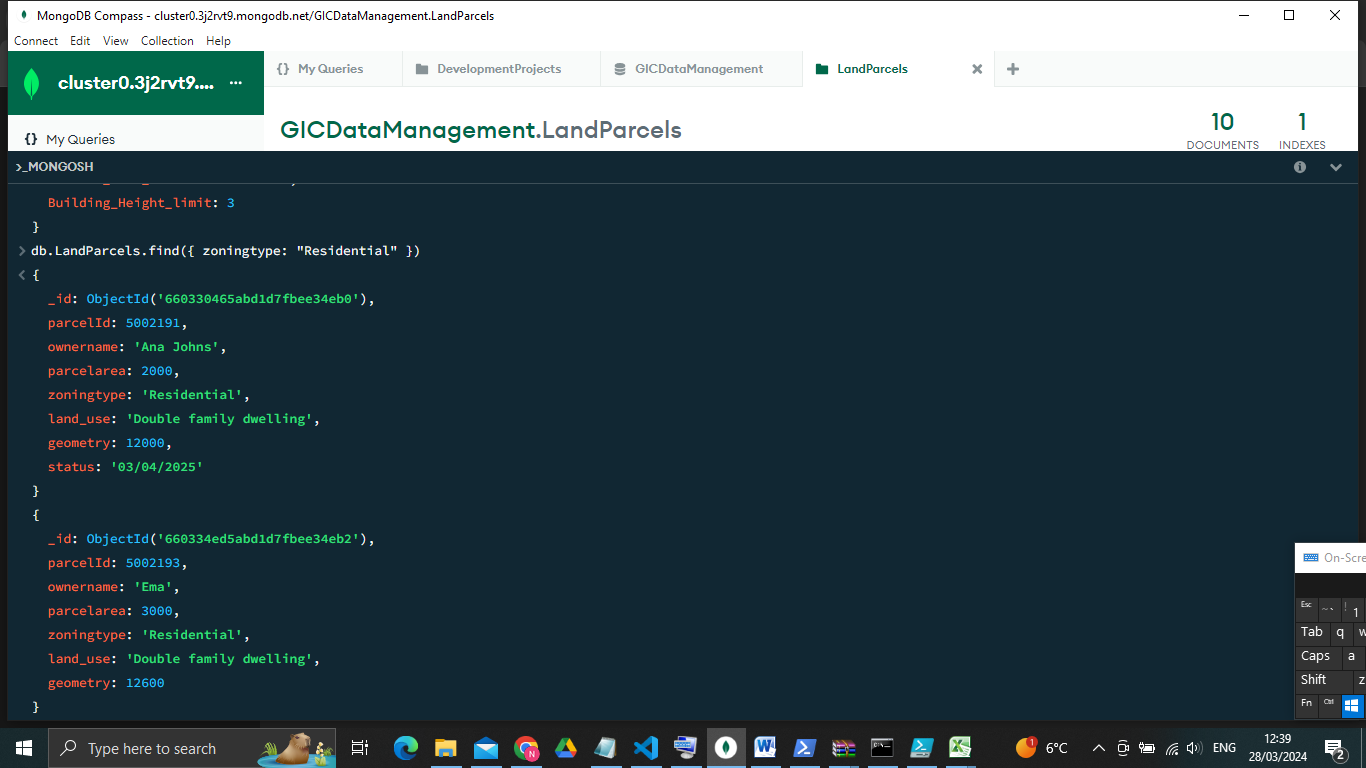 MongoDB Compass - cluster0.3j2rvt9.mongodb.net/GICDataManagement.LandParcels
Connect Edit View Collection Help
cluster0.3j2rvt9.... ...
{} My Queries
DevelopmentProjects
GICDataManagement
LandParcels
{} My Queries
GICDataManagement.LandParcels
10
DOCUMENTS
1
INDEXES
>_MONGOSH
Building_Height_limit: 3
}
> db.LandParcels.find({ zoningtype: "Residential" })
< {
_id: ObjectId('660330465abd1d7fbee34eb0'),
parcelId: 5002191,
ownername: 'Ana Johns',
parcelarea: 2000,
zoningtype: 'Residential',
land_use: 'Double family dwelling',
geometry: 12000,
status: '03/04/2025'
}
{
_id: ObjectId('660334ed5abd1d7fbee34eb2'),
parcelId: 5002193,
ownername: 'Ema',
parcelarea: 3000,
zoningtype: 'Residential',
land_use: 'Double family dwelling',
geometry: 12600
}
On-Scre
Esc ~ ` ! 1
Tab q w
Caps a
Shift z
Fn Ctrl
Type here to search
6°C
ENG
12:39
28/03/2024
2